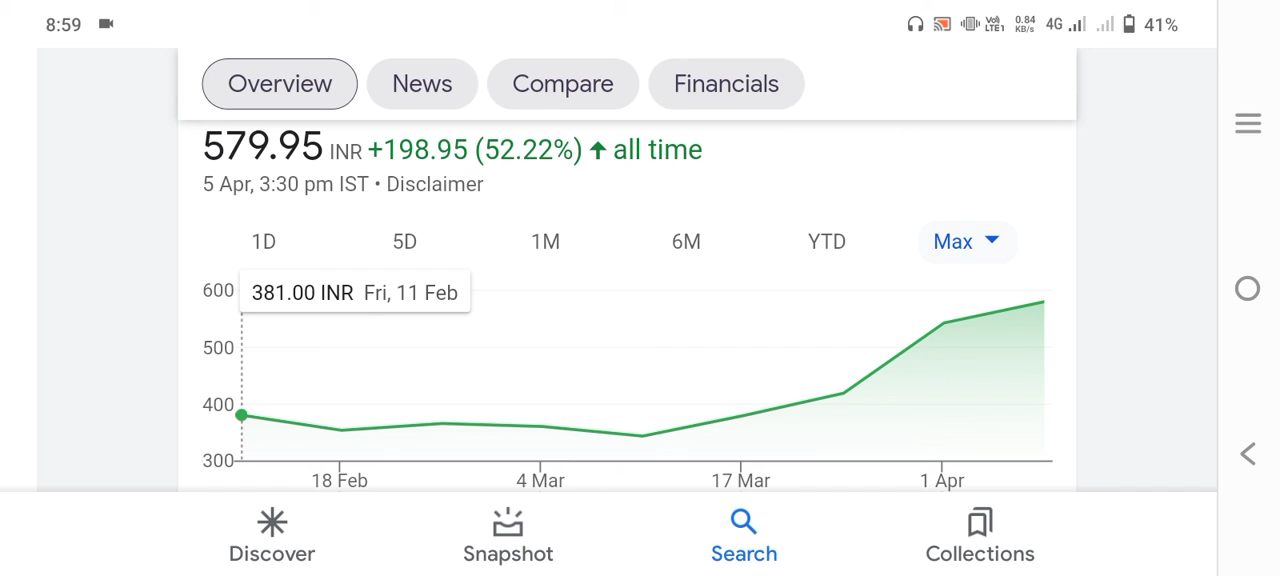 8:59 Vo) LTE1 0.84 KB/s 4G 41%
Overview News Compare Financials
579.95 INR +198.95 (52.22%) ↑ all time
5 Apr, 3:30 pm IST • Disclaimer
1D 5D 1M 6M YTD Max
600 381.00 INR Fri, 11 Feb
500
400
300
18 Feb 4 Mar 17 Mar 1 Apr
Discover Snapshot Search Collections